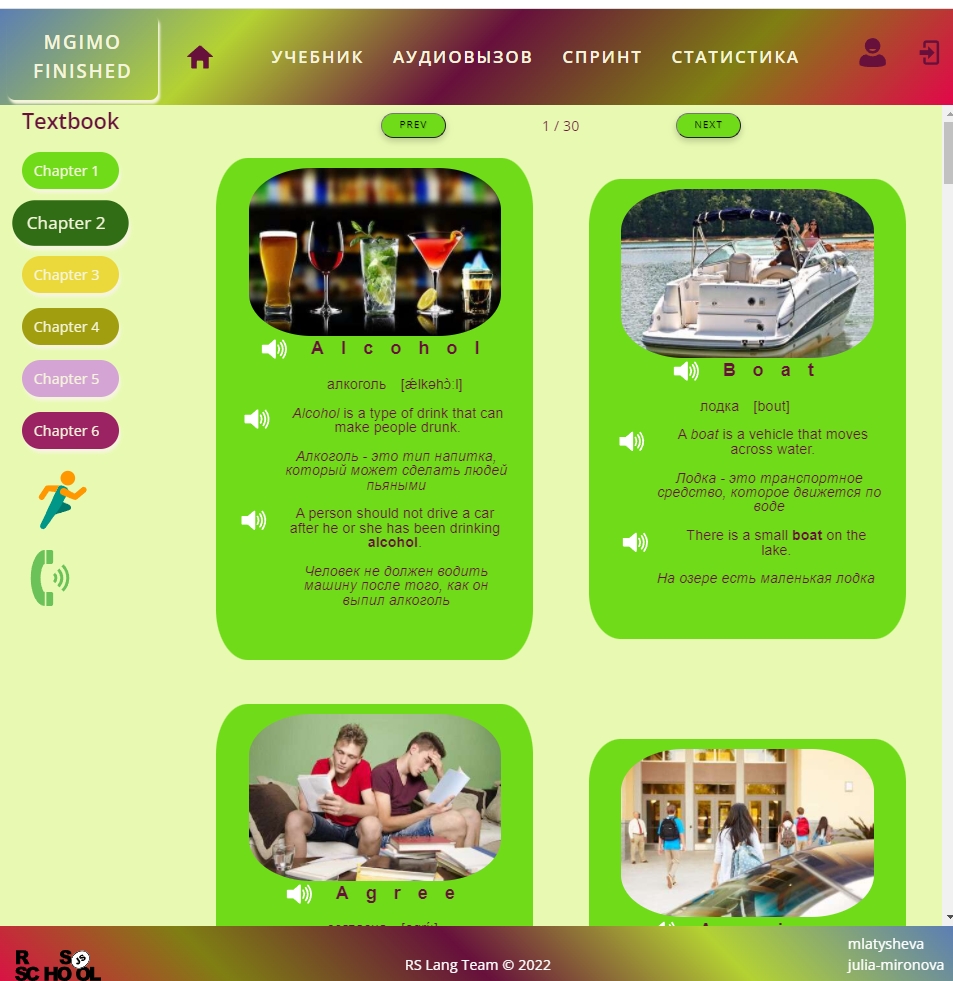 MGIMO
FINISHED
УЧЕБНИК АУДИОВЫЗОВ СПРИНТ СТАТИСТИКА
Textbook
Chapter 1
Chapter 2
Chapter 3
Chapter 4
Chapter 5
Chapter 6
PREV 1 / 30 NEXT
Alcohol
алкоголь [ǽlkəhɔ̀ːl]
Alcohol is a type of drink that can
make people drunk.
Алкоголь - это тип напитка,
который может сделать людей
пьяными
A person should not drive a car
after he or she has been drinking
alcohol.
Человек не должен водить
машину после того, как он
выпил алкоголь
Boat
лодка [bout]
A boat is a vehicle that moves
across water.
Лодка - это транспортное
средство, которое движется по
воде
There is a small boat on the
lake.
На озере есть маленькая лодка
Agree
RS
SCHOOL
JS
RS Lang Team © 2022
mlatysheva
julia-mironova